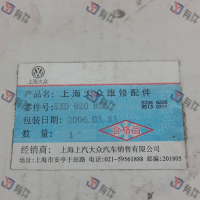 上海大众
产品名：上海大众维修配件
零件号：5XD 920
包装日：2006.03.31
数量：1
合格品
经销商：上海上汽大众汽车销售有限公司
地址：上海市安亭于田路 电话：021-59561888 邮编：201805